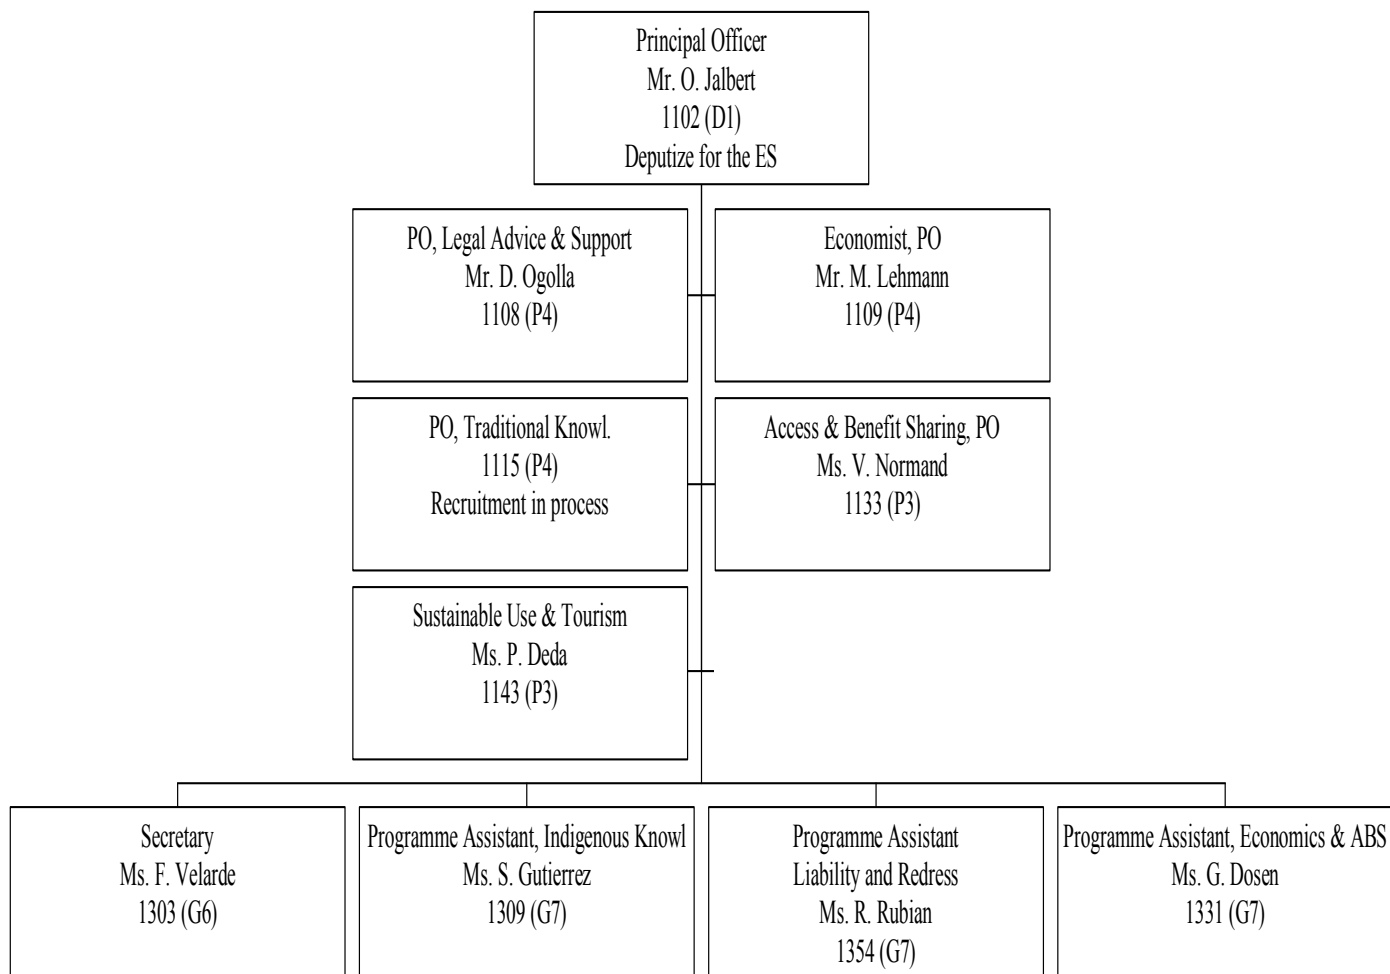 Principal Officer
Mr. O. Jalbert
1102 (D1)
Deputize for the ES
PO, Legal Advice & Support
Mr. D. Ogolla
1108 (P4)
Economist, PO
Mr. M. Lehmann
1109 (P4)
PO, Traditional Knowl.
1115 (P4)
Recruitment in process
Access & Benefit Sharing, PO
Ms. V. Normand
1133 (P3)
Sustainable Use & Tourism
Ms. P. Deda
1143 (P3)
Secretary
Ms. F. Velarde
1303 (G6)
Programme Assistant, Indigenous Knowl
Ms. S. Gutierrez
1309 (G7)
Programme Assistant
Liability and Redress
Ms. R. Rubian
1354 (G7)
Programme Assistant, Economics & ABS
Ms. G. Dosen
1331 (G7)